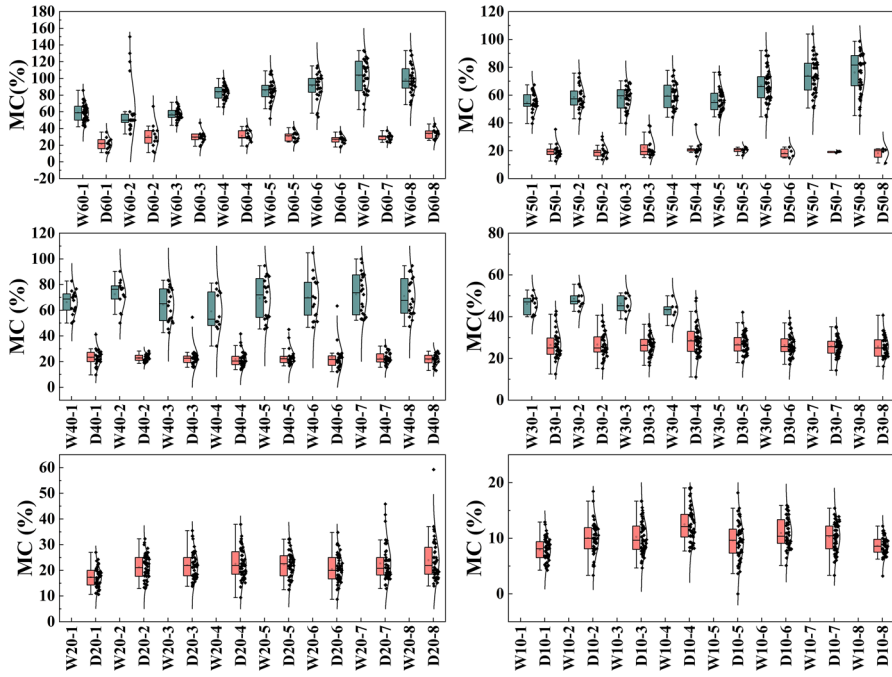 MC(%)
180
160
140
120
100
80
60
40
20
0
-20
W60-1
D60-1
W60-2
D60-2
W60-3
D60-3
W60-4
D60-4
W60-5
D60-5
W60-6
D60-6
W60-7
D60-7
W60-8
D60-8
MC(%)
120
100
80
60
40
20
0
W50-1
D50-1
W50-2
D50-2
W50-3
D50-3
W50-4
D50-4
W50-5
D50-5
W50-6
D50-6
W50-7
D50-7
W50-8
D50-8
MC (%)
120
100
80
60
40
20
0
W40-1
D40-1
W40-2
D40-2
W40-3
D40-3
W40-4
D40-4
W40-5
D40-5
W40-6
D40-6
W40-7
D40-7
W40-8
D40-8
MC(%)
80
60
40
20
0
W30-1
D30-1
W30-2
D30-2
W30-3
D30-3
W30-4
D30-4
W30-5
D30-5
W30-6
D30-6
W30-7
D30-7
W30-8
D30-8
MC (%)
60
50
40
30
20
10
0
W20-1
D20-1
W20-2
D20-2
W20-3
D20-3
W20-4
D20-4
W20-5
D20-5
W20-6
D20-6
W20-7
D20-7
W20-8
D20-8
MC (%)
20
10
0
W10-1
D10-1
W10-2
D10-2
W10-3
D10-3
W10-4
D10-4
W10-5
D10-5
W10-6
D10-6
W10-7
D10-7
W10-8
D10-8